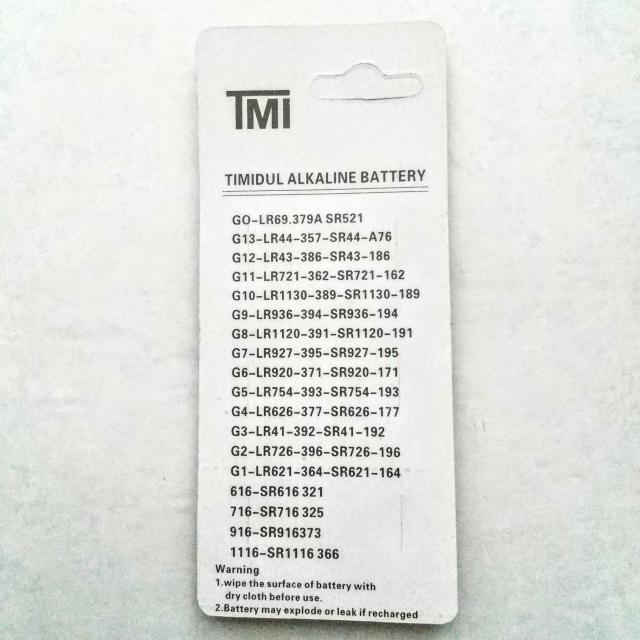 TMI
TIMIDUL ALKALINE BATTERY
GO-LR69.379A SR521
G13-LR44-357-SR44-A76
G12-LR43-386-SR43-186
G11-LR721-362-SR721-162
G10-LR1130-389-SR1130-189
G9-LR936-394-SR936-194
G8-LR1120-391-SR1120-191
G7-LR927-395-SR927-195
G6-LR920-371-SR920-171
G5-LR754-393-SR754-193
G4-LR626-377-SR626-177
G3-LR41-392-SR41-192
G2-LR726-396-SR726-196
G1-LR621-364-SR621-164
616-SR616 321
716-SR716 325
916-SR916373
1116-SR1116 366
Warning
1.wipe the surface of battery with
dry cloth before use.
2.Battery may explode or leak if recharged